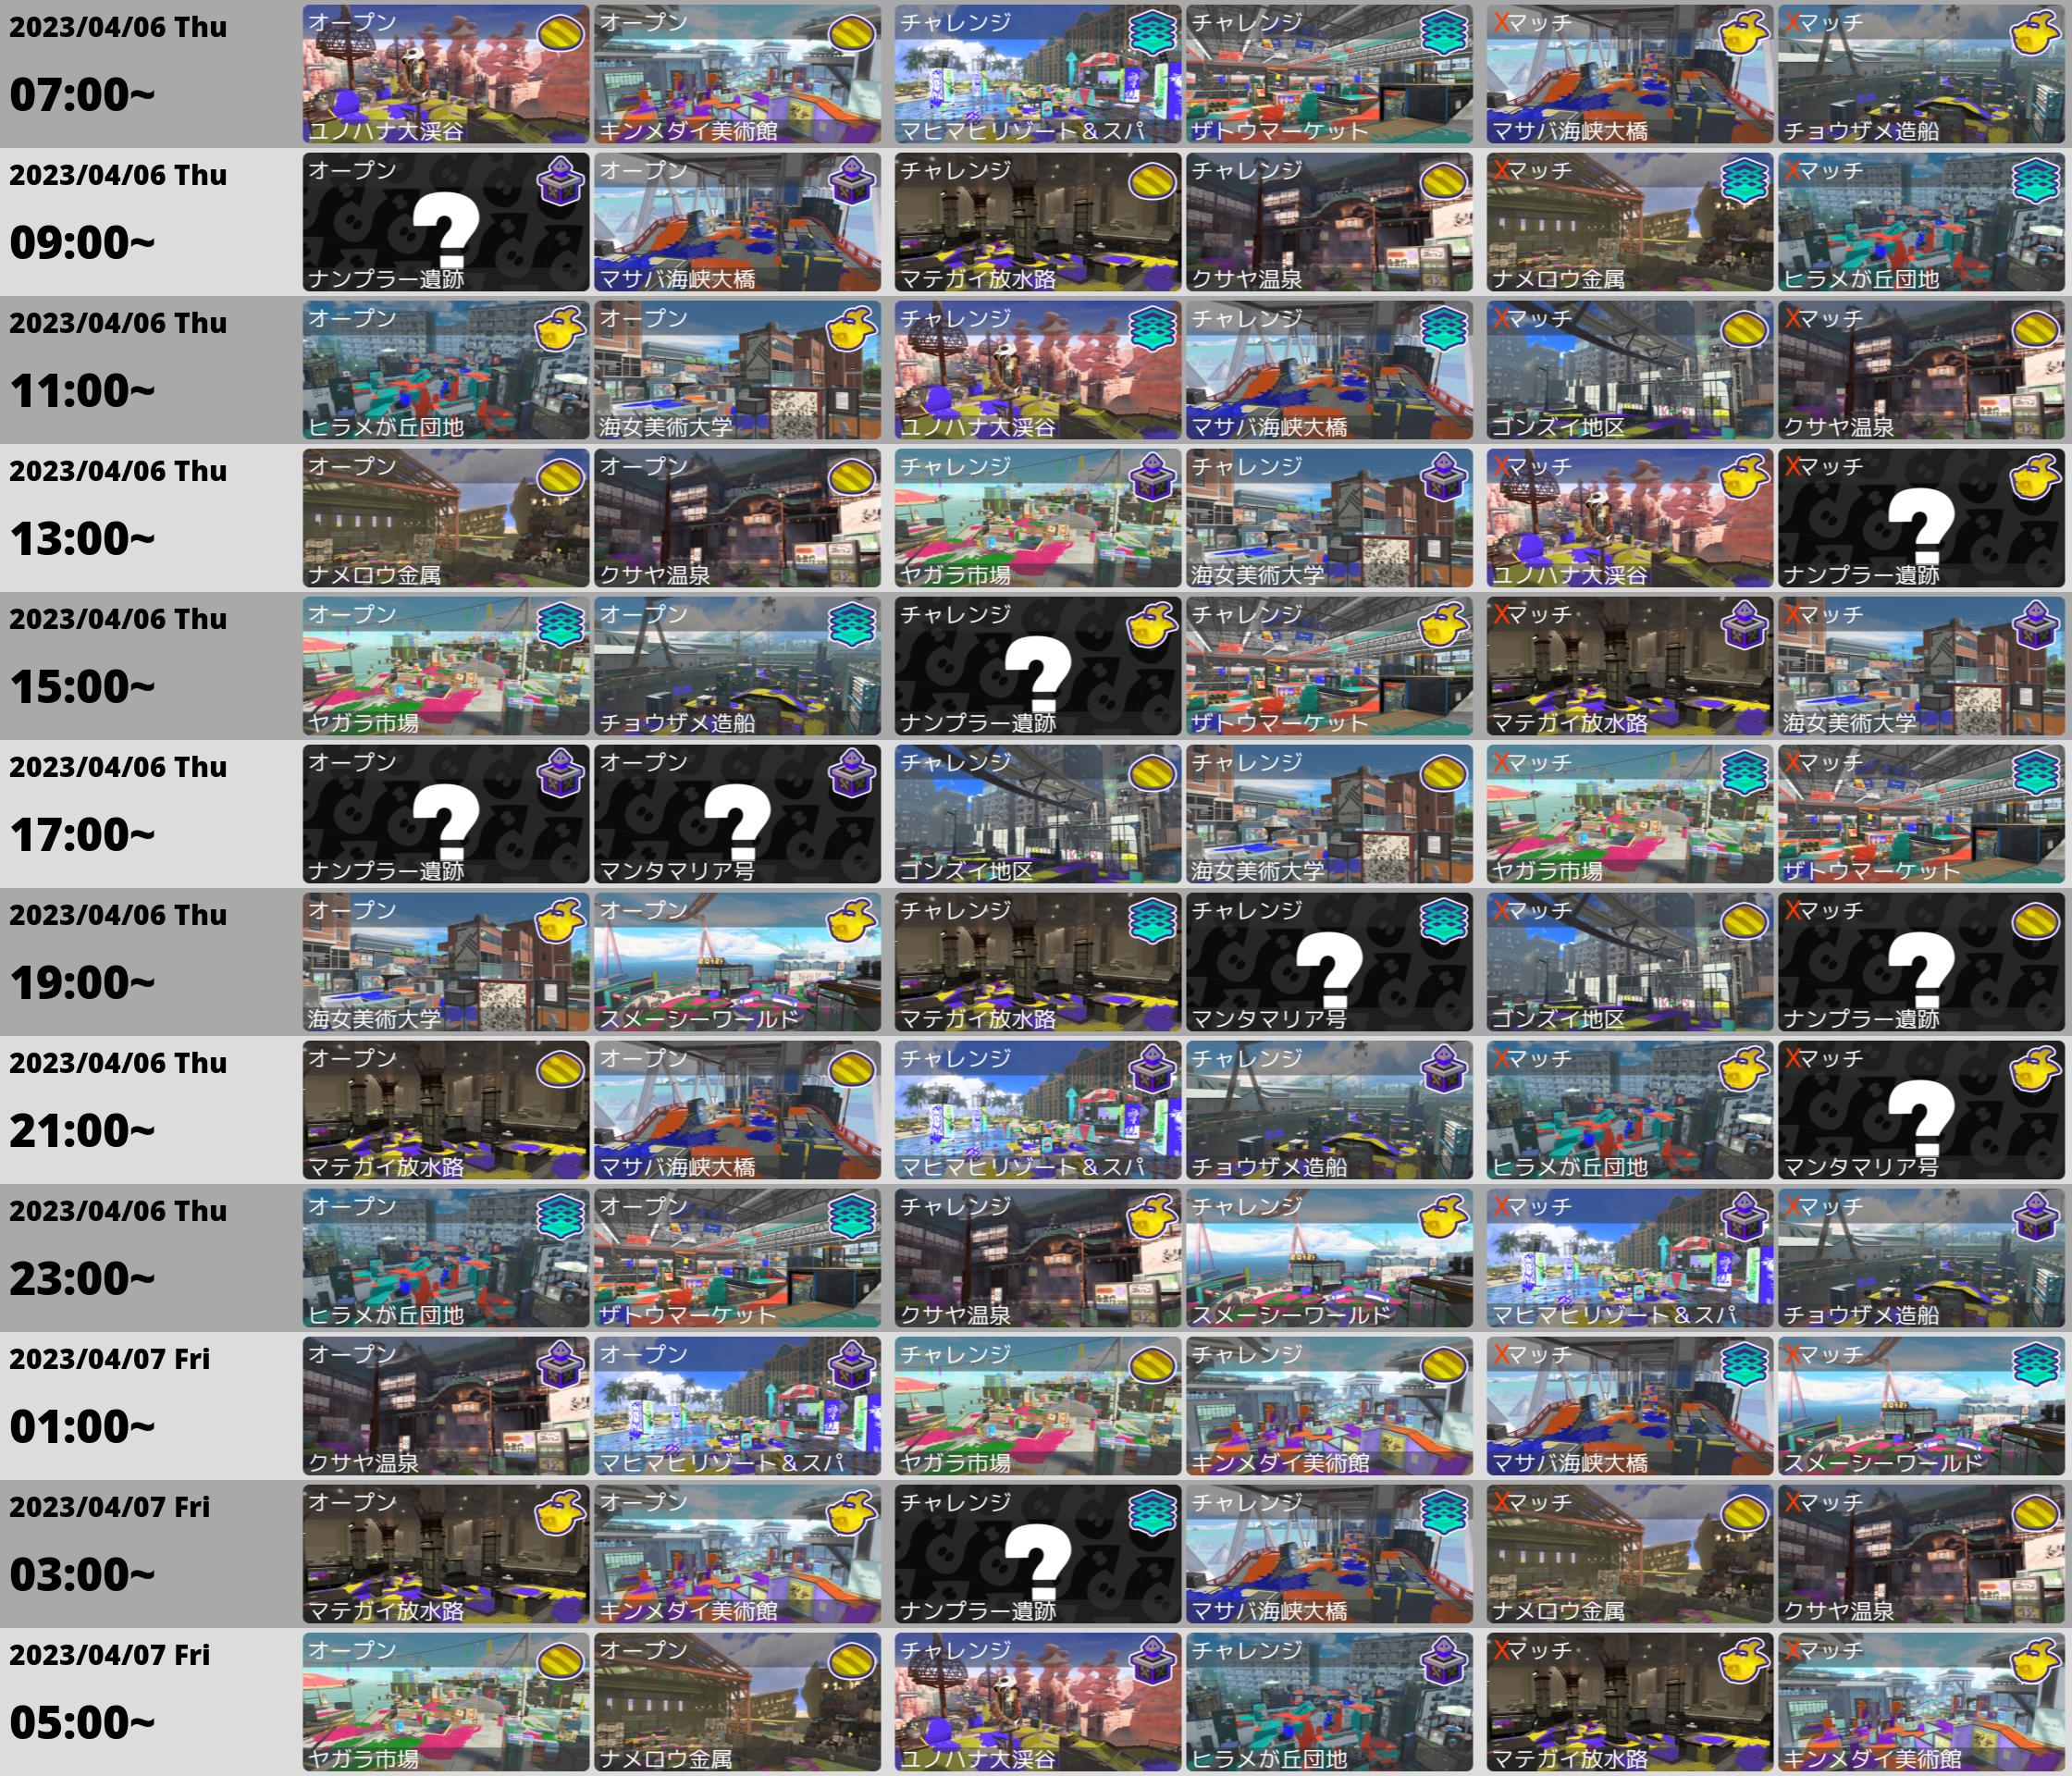 2023/04/06 Thu
07:00~
オープン
ユノハナ大渓谷
オープン
キンメダイ美術館
チャレンジ
マヒマヒリゾート＆スパ
チャレンジ
ザトウマーケット
Xマッチ
マサバ海峡大橋
Xマッチ
チョウザメ造船
2023/04/06 Thu
09:00~
オープン
ナンプラー遺跡
オープン
マサバ海峡大橋
チャレンジ
マテガイ放水路
チャレンジ
クサヤ温泉
Xマッチ
ナメロウ金属
Xマッチ
ヒラメが丘団地
2023/04/06 Thu
11:00~
オープン
ヒラメが丘団地
オープン
海女美術大学
チャレンジ
ユノハナ大渓谷
チャレンジ
マサバ海峡大橋
Xマッチ
ゴンズイ地区
Xマッチ
クサヤ温泉
2023/04/06 Thu
13:00~
オープン
ナメロウ金属
オープン
クサヤ温泉
チャレンジ
ヤガラ市場
チャレンジ
海女美術大学
Xマッチ
ユノハナ大渓谷
Xマッチ
ナンプラー遺跡
2023/04/06 Thu
15:00~
オープン
ヤガラ市場
オープン
チョウザメ造船
チャレンジ
ナンプラー遺跡
チャレンジ
ザトウマーケット
Xマッチ
マテガイ放水路
Xマッチ
海女美術大学
2023/04/06 Thu
17:00~
オープン
ナンプラー遺跡
オープン
マンタマリア号
チャレンジ
ゴンズイ地区
チャレンジ
海女美術大学
Xマッチ
ヤガラ市場
Xマッチ
ザトウマーケット
2023/04/06 Thu
19:00~
オープン
海女美術大学
オープン
スメーシーワールド
チャレンジ
マテガイ放水路
チャレンジ
マンタマリア号
Xマッチ
ゴンズイ地区
Xマッチ
ナンプラー遺跡
2023/04/06 Thu
21:00~
オープン
マテガイ放水路
オープン
マサバ海峡大橋
チャレンジ
マヒマヒリゾート＆スパ
チャレンジ
チョウザメ造船
Xマッチ
ヒラメが丘団地
Xマッチ
マンタマリア号
2023/04/06 Thu
23:00~
オープン
ヒラメが丘団地
オープン
ザトウマーケット
チャレンジ
クサヤ温泉
チャレンジ
スメーシーワールド
Xマッチ
マヒマヒリゾート＆スパ
Xマッチ
チョウザメ造船
2023/04/07 Fri
01:00~
オープン
クサヤ温泉
オープン
マヒマヒリゾート＆スパ
チャレンジ
ヤガラ市場
チャレンジ
キンメダイ美術館
Xマッチ
マサバ海峡大橋
Xマッチ
スメーシーワールド
2023/04/07 Fri
03:00~
オープン
マテガイ放水路
オープン
キンメダイ美術館
チャレンジ
ナンプラー遺跡
チャレンジ
マサバ海峡大橋
Xマッチ
ナメロウ金属
Xマッチ
クサヤ温泉
2023/04/07 Fri
05:00~
オープン
ヤガラ市場
オープン
ナメロウ金属
チャレンジ
ユノハナ大渓谷
チャレンジ
ヒラメが丘団地
Xマッチ
マテガイ放水路
Xマッチ
キンメダイ美術館